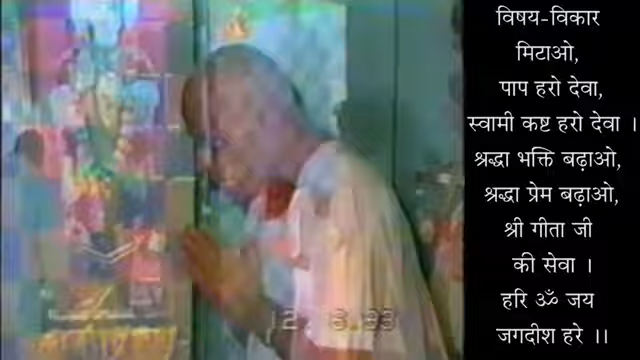 विषय-विकार
मिटाओ,
पाप हरो देवा,
स्वामी कष्ट हरो देवा ।
श्रद्धा भक्ति बढ़ाओ,
श्रद्धा प्रेम बढ़ाओ,
श्री गीता जी
की सेवा ।
हरि ॐ जय
जगदीश हरे ।।